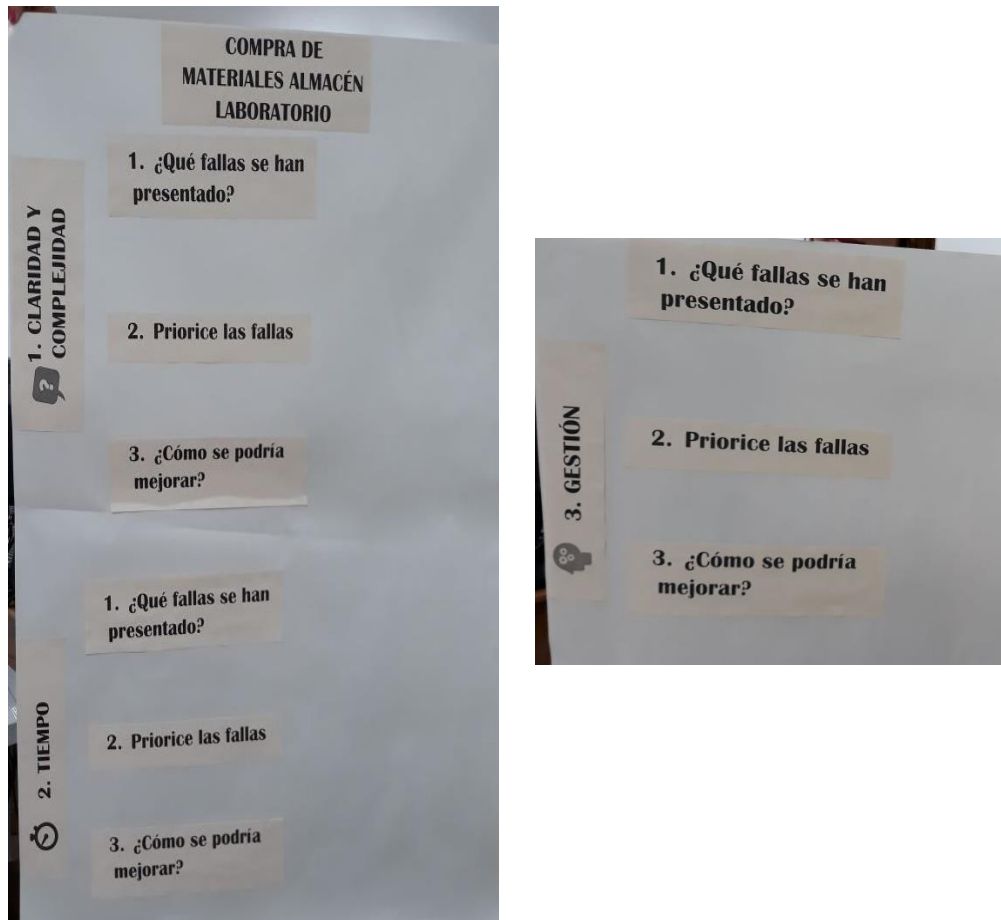 COMPRA DE
MATERIALES ALMACÉN
LABORATORIO
1. CLARIDAD Y
COMPLEJIDAD
?
1. ¿Qué fallas se han
presentado?
2. Priorice las fallas
3. ¿Cómo se podría
mejorar?
2. TIEMPO
1. ¿Qué fallas se han
presentado?
2. Priorice las fallas
3. ¿Cómo se podría
mejorar?
3. GESTIÓN
1. ¿Qué fallas se han
presentado?
2. Priorice las fallas
3. ¿Cómo se podría
mejorar?